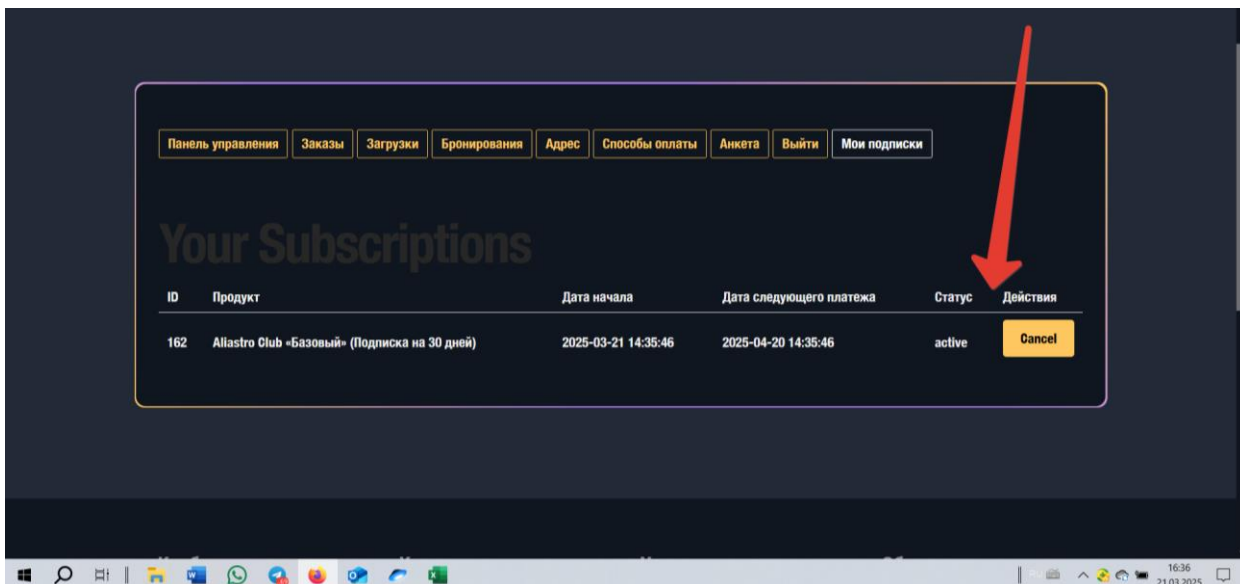 Панель управления Заказы Загрузки Бронирования Адрес Способы оплаты Анкета Выйти Мои подписки
Your Subscriptions
ID Продукт Дата начала Дата следующего платежа Статус Действия
162 Aliastro Club «Базовый» (Подписка на 30 дней) 2025-03-21 14:35:46 2025-04-20 14:35:46 active Cancel
16:36
21.03.2025